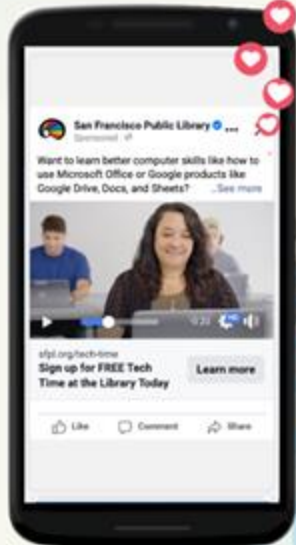 San Francisco Public Library
Sponsored
Want to learn better computer skills like how to
use Microsoft Office or Google products like
Google Drive, Docs, and Sheets? ...See more
HD
sfpl.org/tech-time
Sign up for FREE Tech
Time at the Library Today
Learn more
Like
Comment
Share